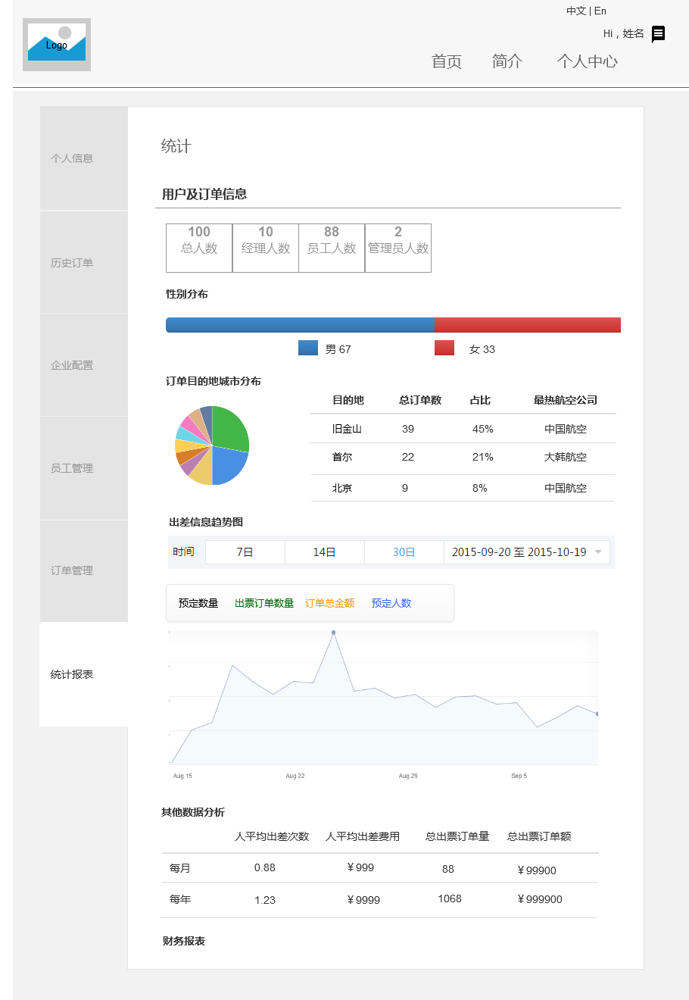 中文 | En
Logo
Hi，姓名
首页 简介 个人中心
个人信息
历史订单
企业配置
员工管理
订单管理
统计报表
统计
用户及订单信息
100 10 88 2
总人数 经理人数 员工人数 管理员人数
性别分布
男 67 女 33
订单目的地城市分布
目的地 总订单数 占比 最热航空公司
旧金山 39 45% 中国航空
首尔 22 21% 大韩航空
北京 9 8% 中国航空
出差信息趋势图
时间 7日 14日 30日 2015-09-20 至 2015-10-19
预定数量 出票订单数量 订单总金额 预定人数
Aug 15 Aug 22 Aug 29 Sep 5
其他数据分析
人平均出差次数 人平均出差费用 总出票订单量 总出票订单额
每月 0.88 ￥999 88 ￥99900
每年 1.23 ￥9999 1068 ￥999900
财务报表